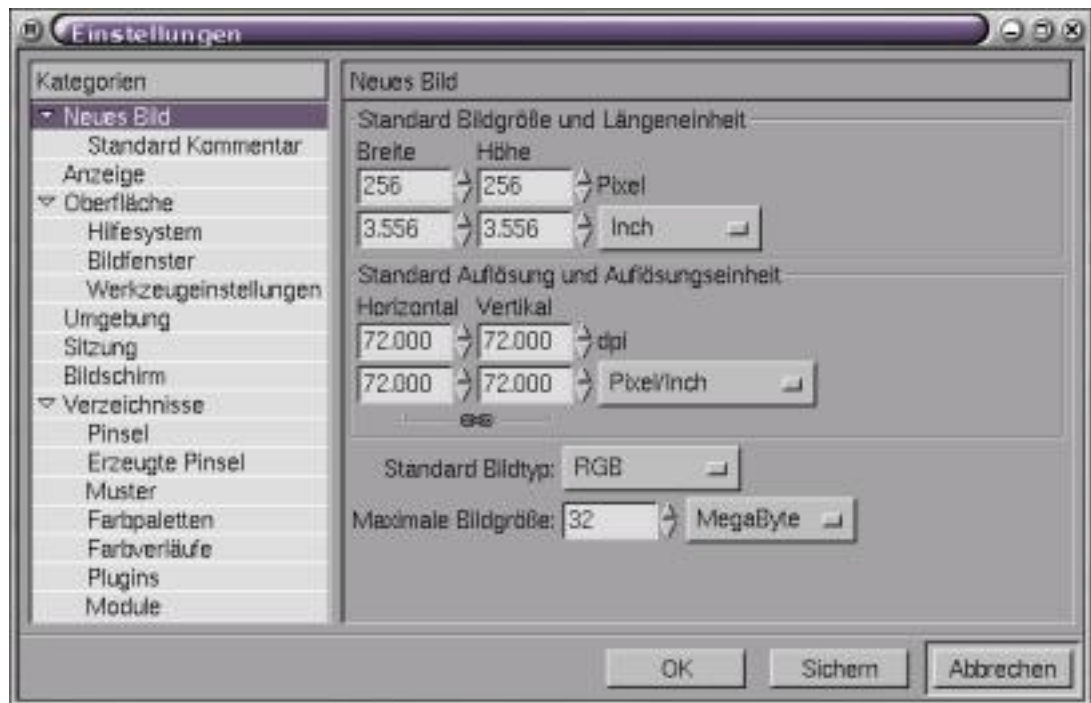 Einstellungen
Kategorien
Neues Bild
Standard Kommentar
Anzeige
Oberfläche
Hilfesystem
Bildfenster
Werkzeugeinstellungen
Umgebung
Sitzung
Bildschirm
Verzeichnisse
Pinsel
Erzeugte Pinsel
Muster
Farbpaletten
Farbverläufe
Plugins
Module
Neues Bild
Standard Bildgröße und Längeneinheit
Breite Höhe
256 256 Pixel
3.556 3.556 Inch
Standard Auflösung und Auflösungseinheit
Horizontal Vertikal
72.000 72.000 dpi
72.000 72.000 Pixel/Inch
Standard Bildtyp: RGB
Maximale Bildgröße: 32 MegaByte
OK Sichern Abbrechen